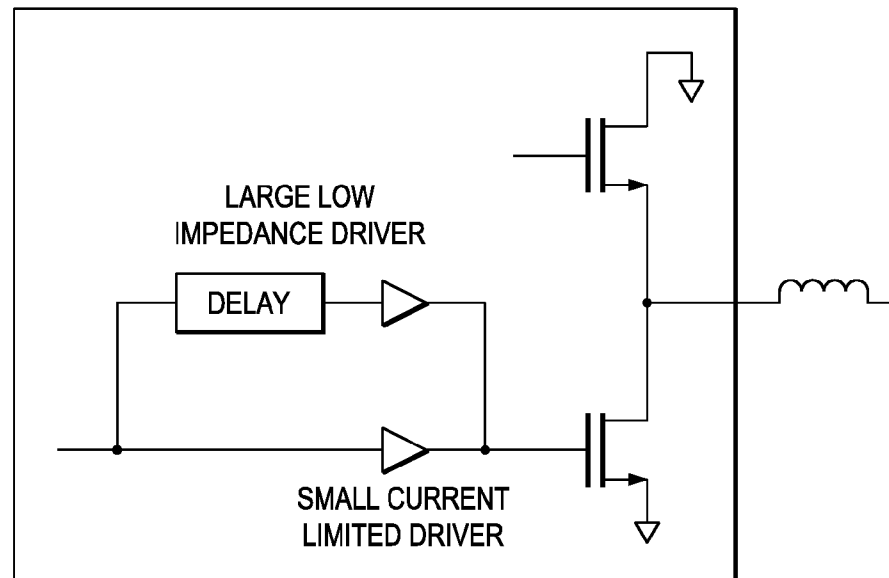 LARGE LOW
IMPEDANCE DRIVER
DELAY
SMALL CURRENT
LIMITED DRIVER